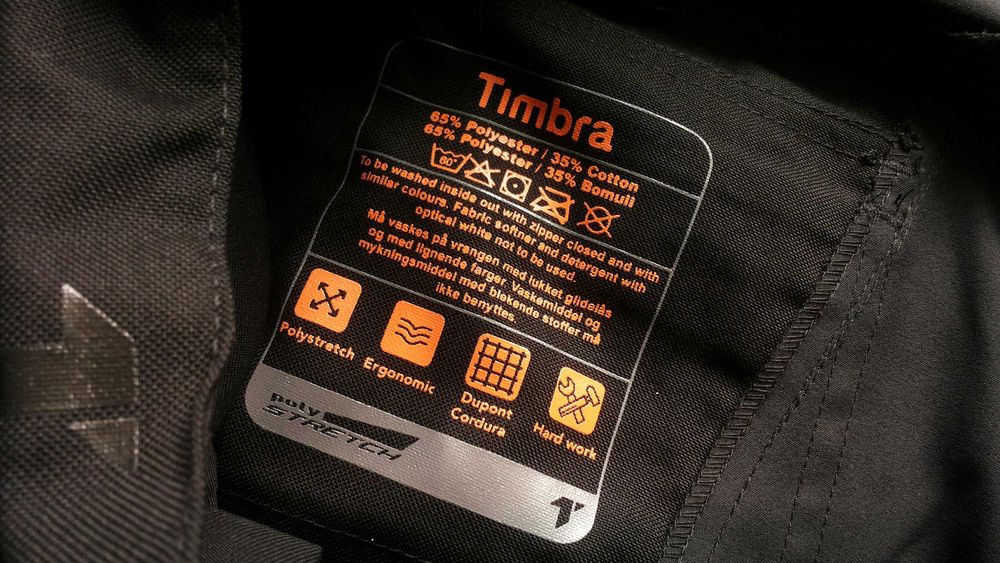 Timbra
65% Polyester / 35% Cotton
65% Polyester / 35% Bomull
60°
To be washed inside out with zipper closed and with
similar colours. Fabric softner and detergent with
optical white not to be used.
Må vaskes på vrangen med lukket glidelås
og med lignende farger. Vaskemiddel og
mykningsmiddel med blekende stoffer må
ikke benyttes.
Polystretch
Ergonomic
Dupont
Cordura
Hard work
poly
STRETCH